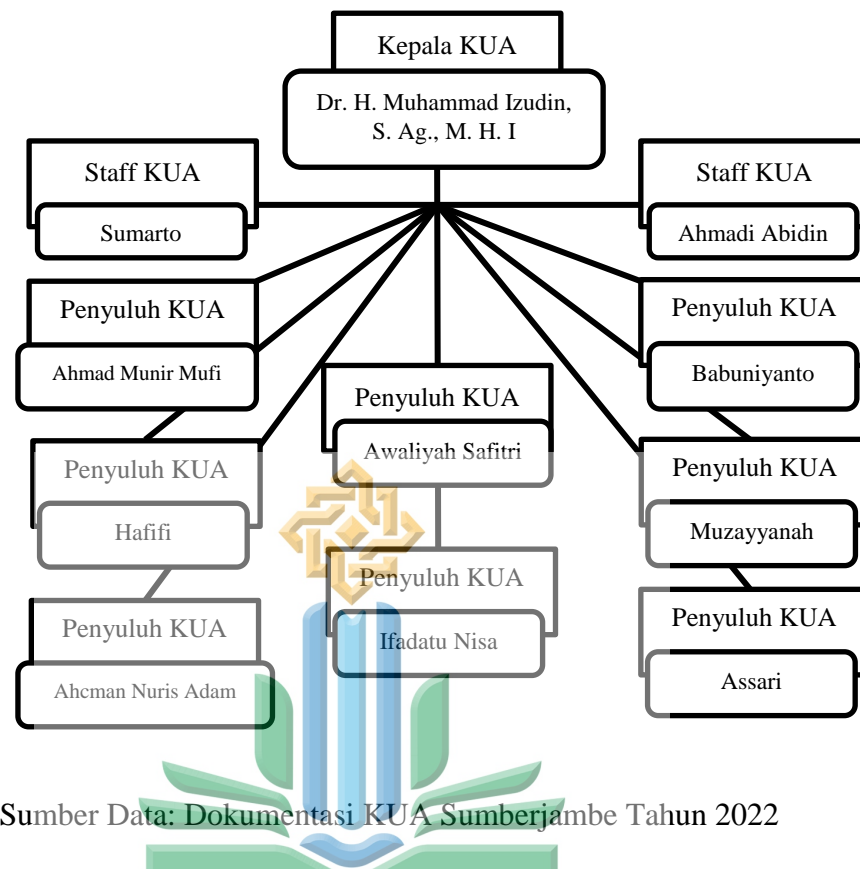 Kepala KUA
Dr. H. Muhammad Izudin,
S. Ag., M. H. I
Staff KUA
Sumarto
Staff KUA
Ahmadi Abidin
Penyuluh KUA
Ahmad Munir Mufi
Penyuluh KUA
Babuniyanto
Penyuluh KUA
Awaliyah Safitri
Penyuluh KUA
Hafifi
Penyuluh KUA
Muzayyanah
Penyuluh KUA
Ifadatu Nisa
Penyuluh KUA
Ahcman Nuris Adam
Penyuluh KUA
Assari
Sumber Data: Dokumentasi KUA Sumberjambe Tahun 2022